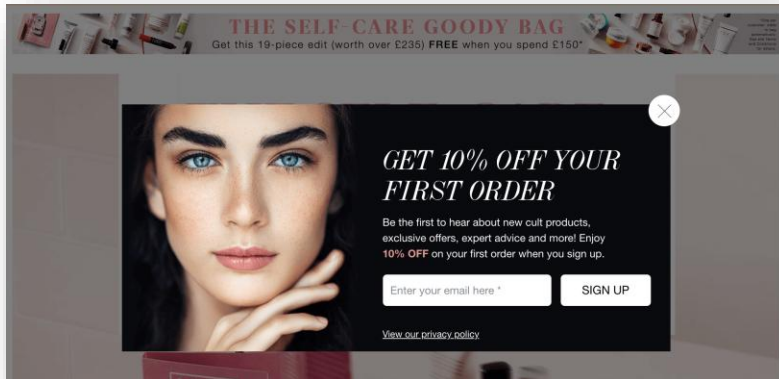 THE SELF-CARE GOODY BAG
Get this 19-piece edit (worth over £235) FREE when you spend £150*
GET 10% OFF YOUR
FIRST ORDER
Be the first to hear about new cult products,
exclusive offers, expert advice and more! Enjoy
10% OFF on your first order when you sign up.
Enter your email here *
SIGN UP
View our privacy policy